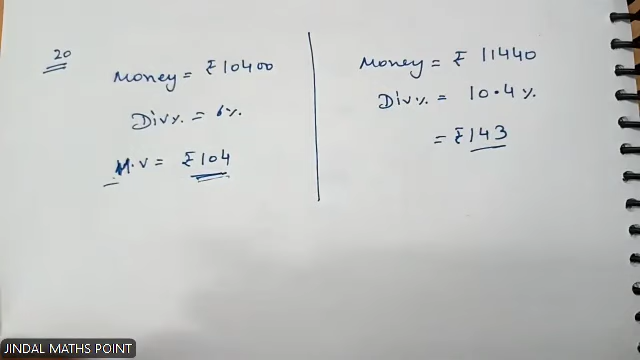 20
Money = ₹10400
Div% = 6%
M.V = ₹104
Money = ₹ 11440
Div% = 10.4%
= ₹143
JINDAL MATHS POINT